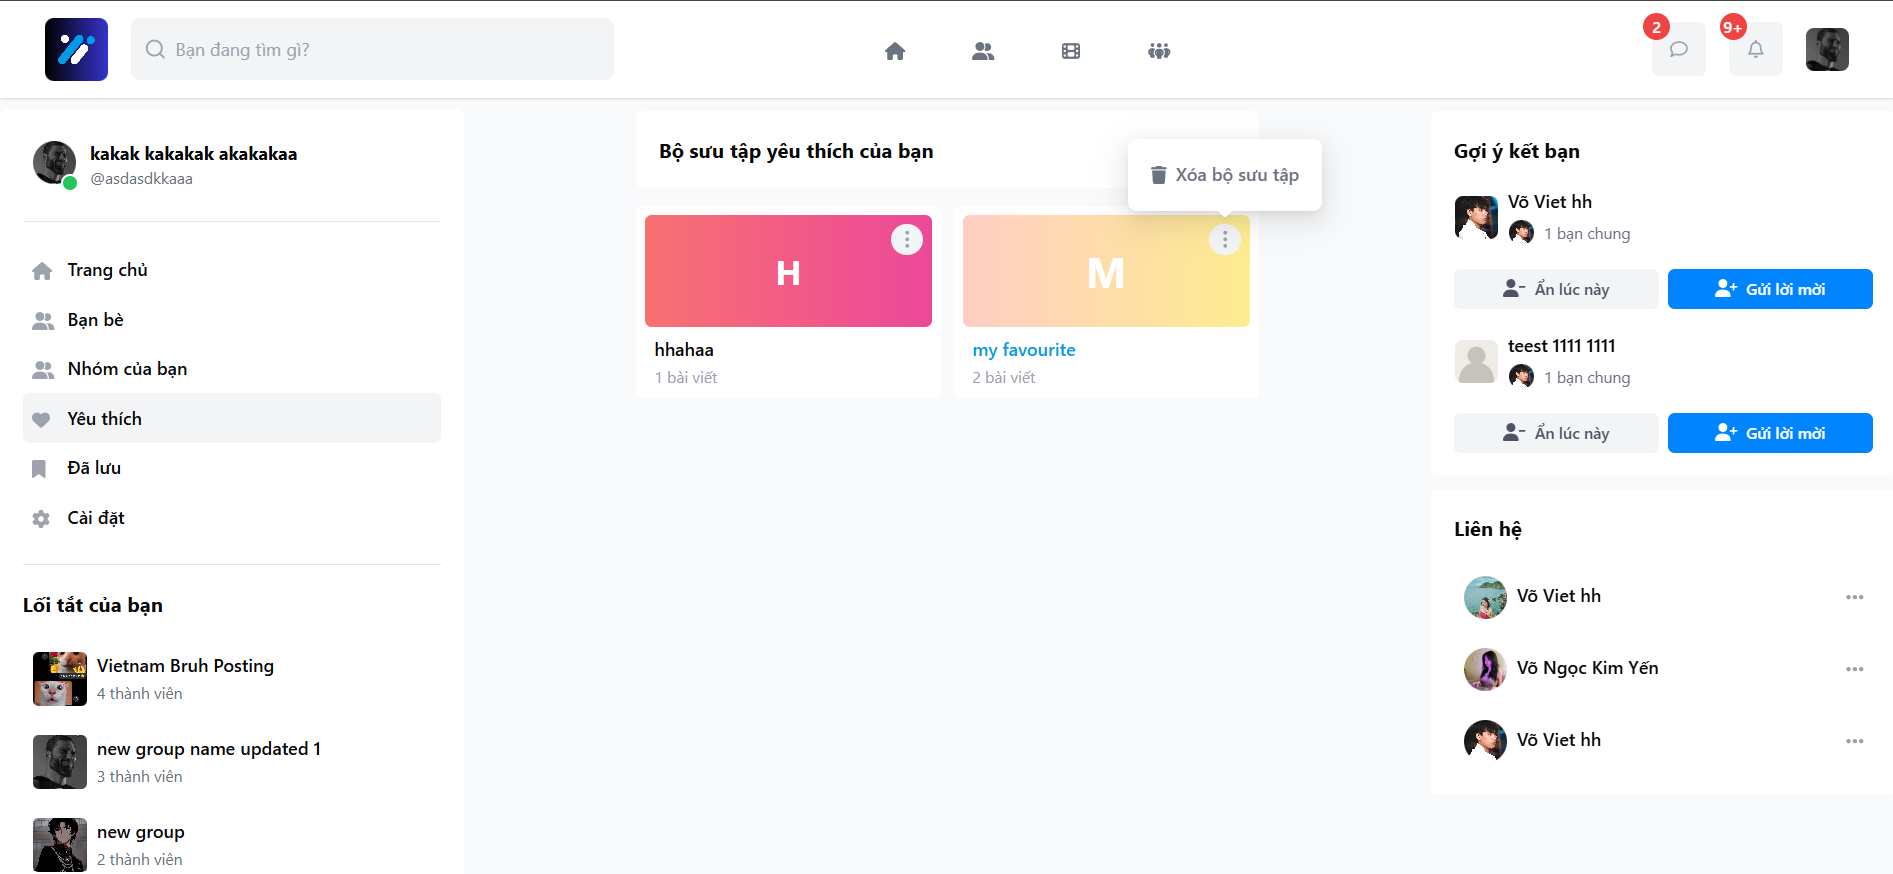 Bạn đang tìm gì?
2
9+
kakak kakakak akakakaa
@asdasdkkaaa
Trang chủ
Bạn bè
Nhóm của bạn
Yêu thích
Đã lưu
Cài đặt
Lối tắt của bạn
Vietnam Bruh Posting
4 thành viên
new group name updated 1
3 thành viên
new group
2 thành viên
Bộ sưu tập yêu thích của bạn
Xóa bộ sưu tập
H
hhahaa
1 bài viết
M
my favourite
2 bài viết
Gợi ý kết bạn
Võ Viet hh
1 bạn chung
Ẩn lúc này
Gửi lời mời
teest 1111 1111
1 bạn chung
Ẩn lúc này
Gửi lời mời
Liên hệ
Võ Viet hh
Võ Ngọc Kim Yến
Võ Viet hh